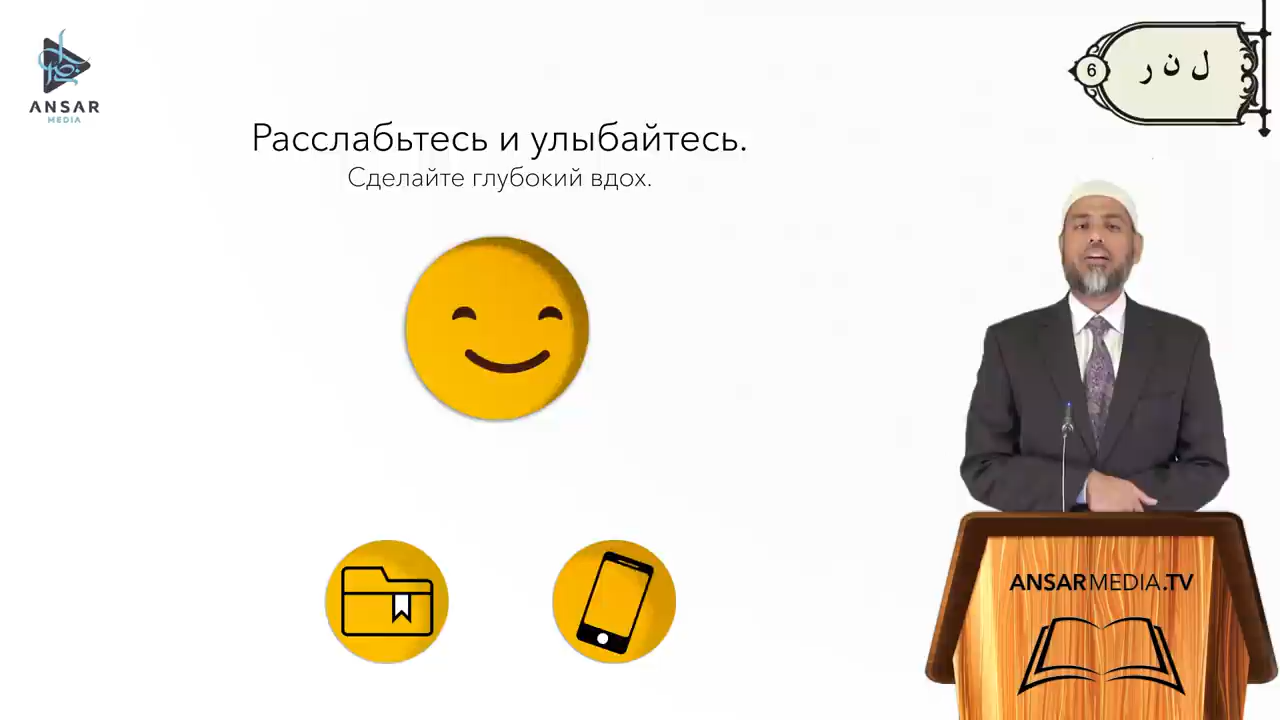 ANSAR
MEDIA
6
ل ن ر
Расслабьтесь и улыбайтесь.
Сделайте глубокий вдох.
ANSARMEDIA.TV